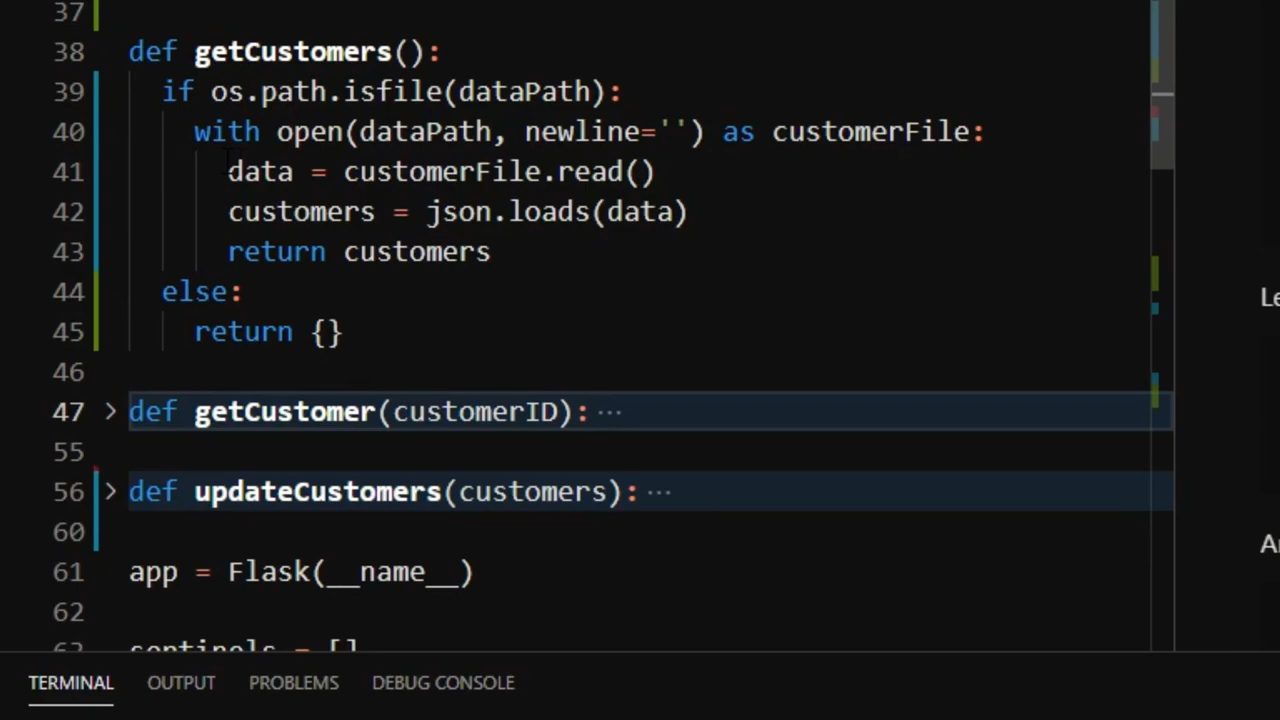 37
38 def getCustomers():
39 if os.path.isfile(dataPath):
40 with open(dataPath, newline='') as customerFile:
41 data = customerFile.read()
42 customers = json.loads(data)
43 return customers
44 else:
45 return {}
46
47 def getCustomer(customerID): ···
55
56 def updateCustomers(customers): ···
60
61 app = Flask(__name__)
62
63 sentinels = []
TERMINAL OUTPUT PROBLEMS DEBUG CONSOLE